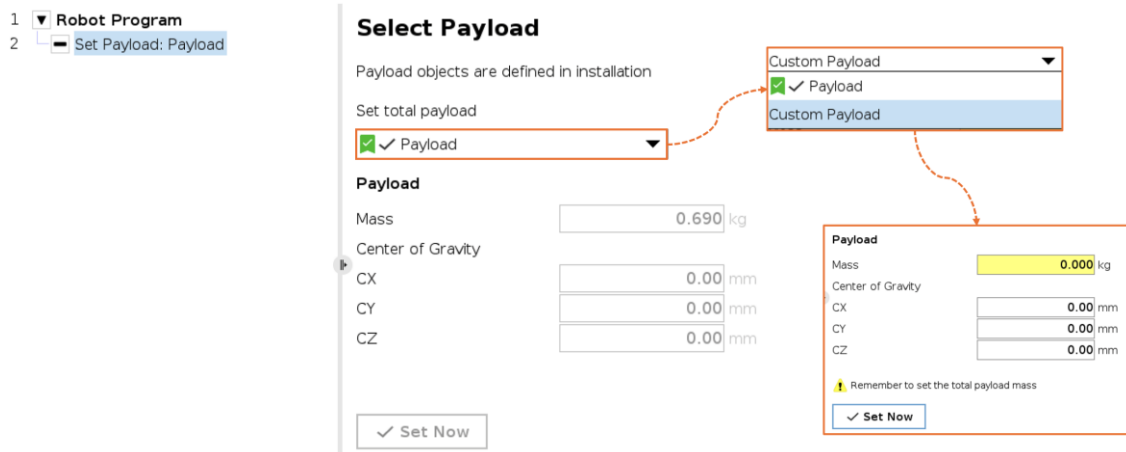 1 Robot Program
2 Set Payload: Payload
Select Payload
Payload objects are defined in installation
Set total payload
Payload
Payload
Mass 0.690 kg
Center of Gravity
CX 0.00 mm
CY 0.00 mm
CZ 0.00 mm
Set Now
Custom Payload
Payload
Custom Payload
Payload
Mass 0.000 kg
Center of Gravity
CX 0.00 mm
CY 0.00 mm
CZ 0.00 mm
Remember to set the total payload mass
Set Now